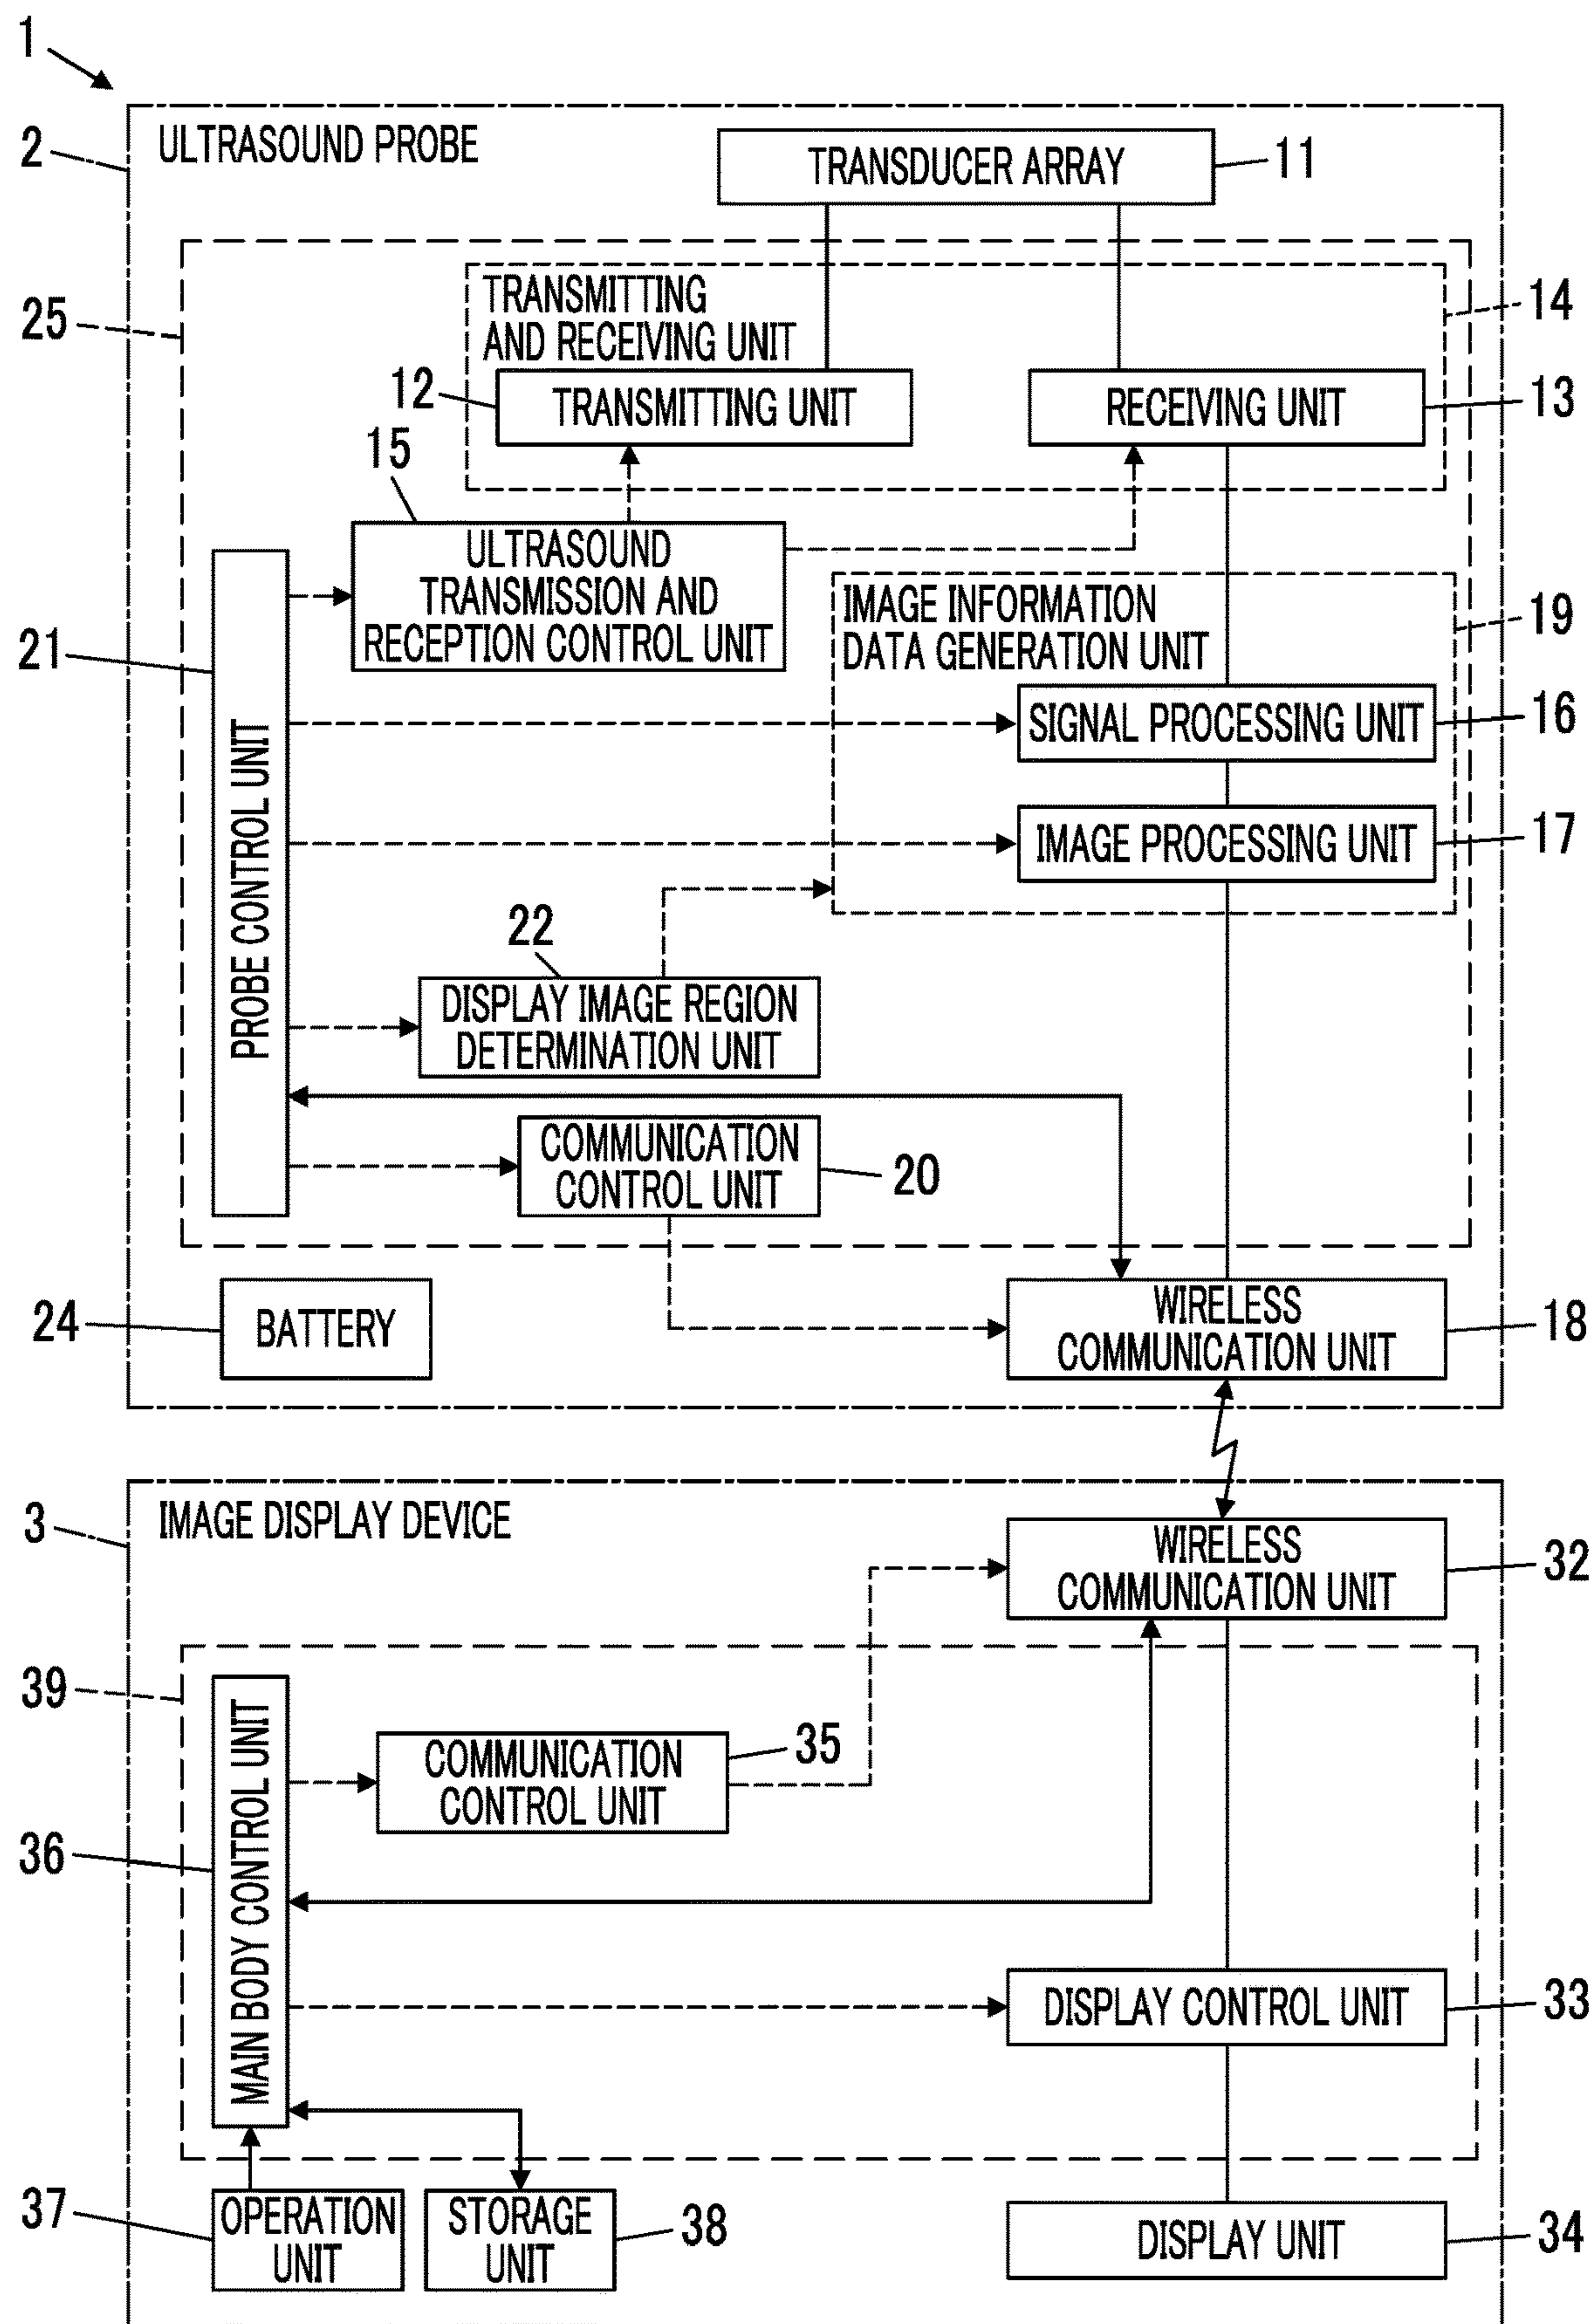 1
2
ULTRASOUND PROBE
TRANSDUCER ARRAY
11
25
TRANSMITTING
AND RECEIVING UNIT
14
12
TRANSMITTING UNIT
RECEIVING UNIT
13
15
ULTRASOUND
TRANSMISSION AND
RECEPTION CONTROL UNIT
IMAGE INFORMATION
DATA GENERATION UNIT
19
21
PROBE CONTROL UNIT
SIGNAL PROCESSING UNIT
16
IMAGE PROCESSING UNIT
17
22
DISPLAY IMAGE REGION
DETERMINATION UNIT
COMMUNICATION
CONTROL UNIT
20
24
BATTERY
WIRELESS
COMMUNICATION UNIT
18
3
IMAGE DISPLAY DEVICE
WIRELESS
COMMUNICATION UNIT
32
39
COMMUNICATION
CONTROL UNIT
35
36
MAIN BODY CONTROL UNIT
DISPLAY CONTROL UNIT
33
37
OPERATION
UNIT
STORAGE
UNIT
38
DISPLAY UNIT
34